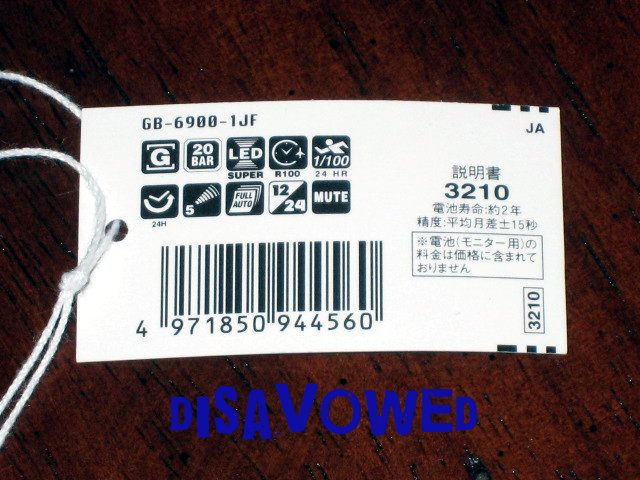 GB-6900-1JF
JA
G
20 BAR
LED
SUPER
R100
1/100
24 HR
24H
5
FULL AUTO
12/24
MUTE
説明書
3210
電池寿命:約2年
精度:平均月差±15秒
※電池(モニター用)の
料金は価格に含まれて
おりません
3210
4 971850 944560
DISAVOWED